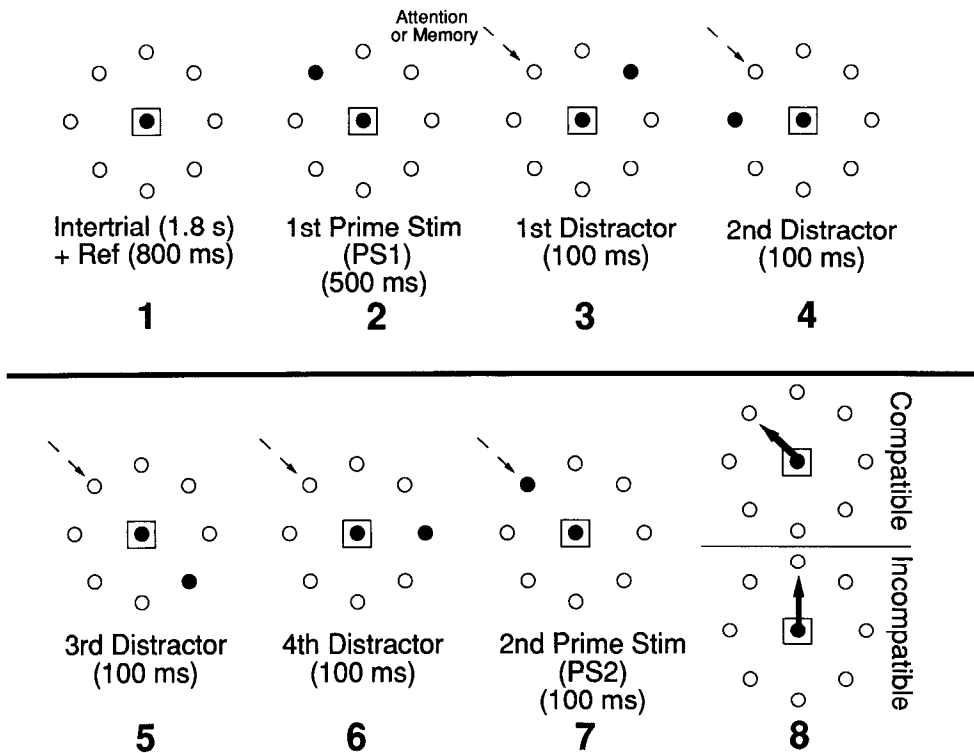 Attention
or Memory
Intertrial (1.8 s)
+ Ref (800 ms)
1
1st Prime Stim
(PS1)
(500 ms)
2
1st Distractor
(100 ms)
3
2nd Distractor
(100 ms)
4
3rd Distractor
(100 ms)
5
4th Distractor
(100 ms)
6
2nd Prime Stim
(PS2)
(100 ms)
7
Compatible
Incompatible
8